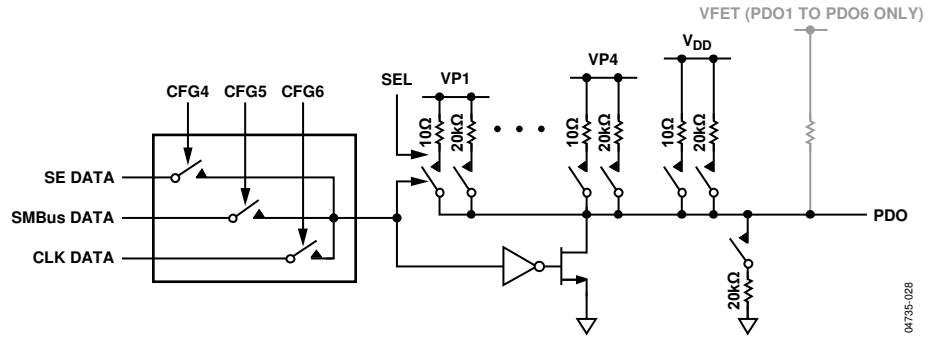 VFET (PDO1 TO PDO6 ONLY)
VDD
VP4
SEL
VP1
CFG4 CFG5 CFG6
10Ω
20kΩ
10Ω
20kΩ
10Ω
20kΩ
SE DATA
SMBus DATA
CLK DATA
PDO
20kΩ
04735-028